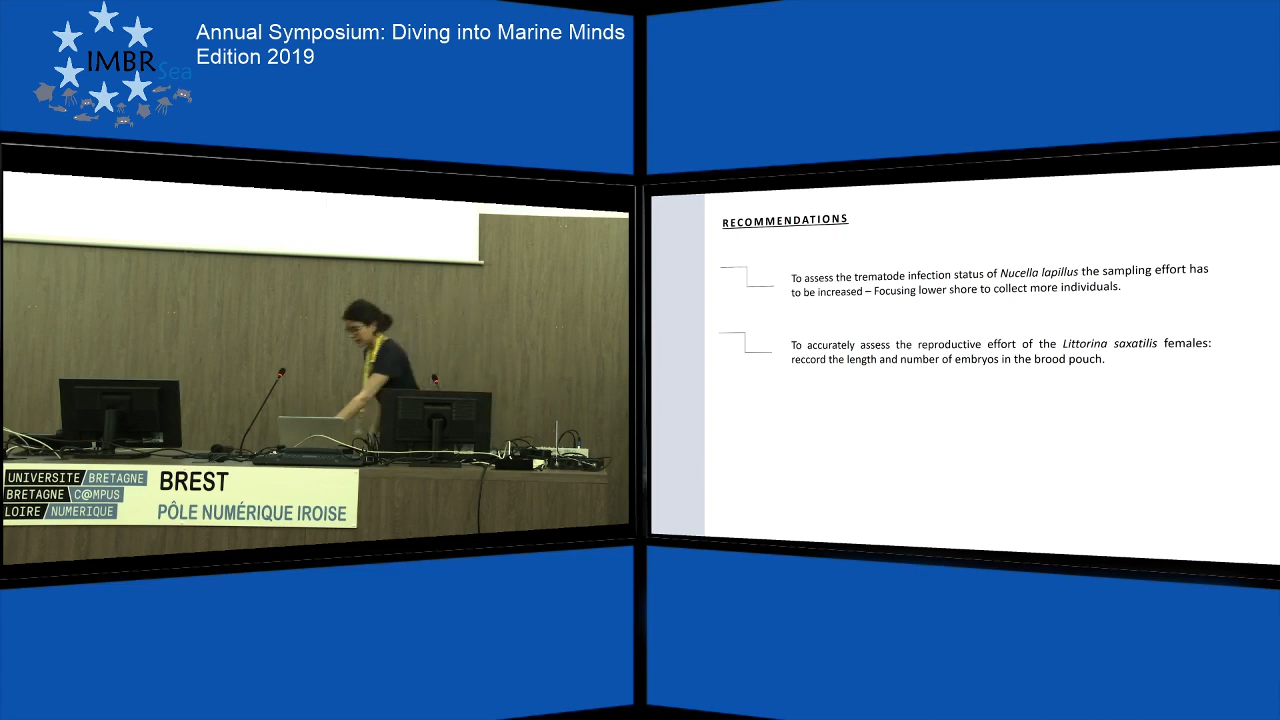 Annual Symposium: Diving into Marine Minds
Edition 2019
IMBRSea
UNIVERSITE/BRETAGNE
BRETAGNE/C@MPUS
LOIRE/NUMERIQUE
BREST
PÔLE NUMÉRIQUE IROISE
RECOMMENDATIONS
To assess the trematode infection status of Nucella lapillus the sampling effort has
to be increased – Focusing lower shore to collect more individuals.
To accurately assess the reproductive effort of the Littorina saxatilis females:
reccord the length and number of embryos in the brood pouch.